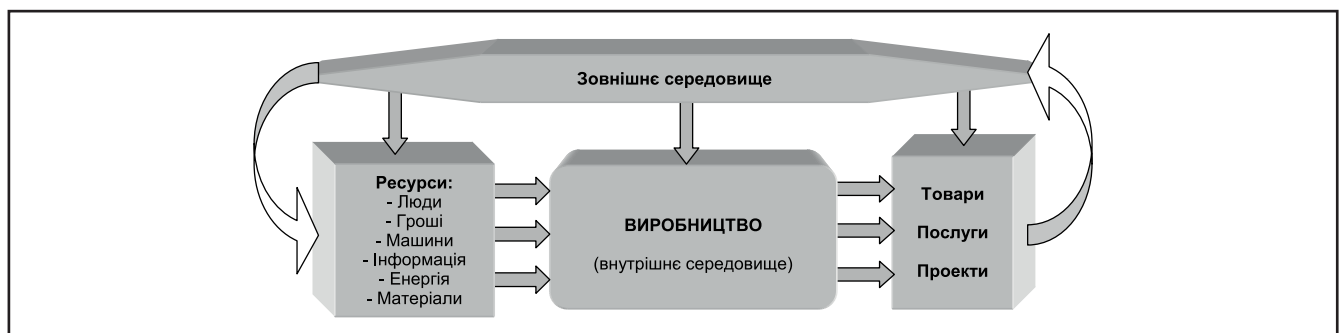 Зовнішнє середовище
Ресурси:
- Люди
- Гроші
- Машини
- Інформація
- Енергія
- Матеріали
ВИРОБНИЦТВО
(внутрішнє середовище)
Товари
Послуги
Проекти